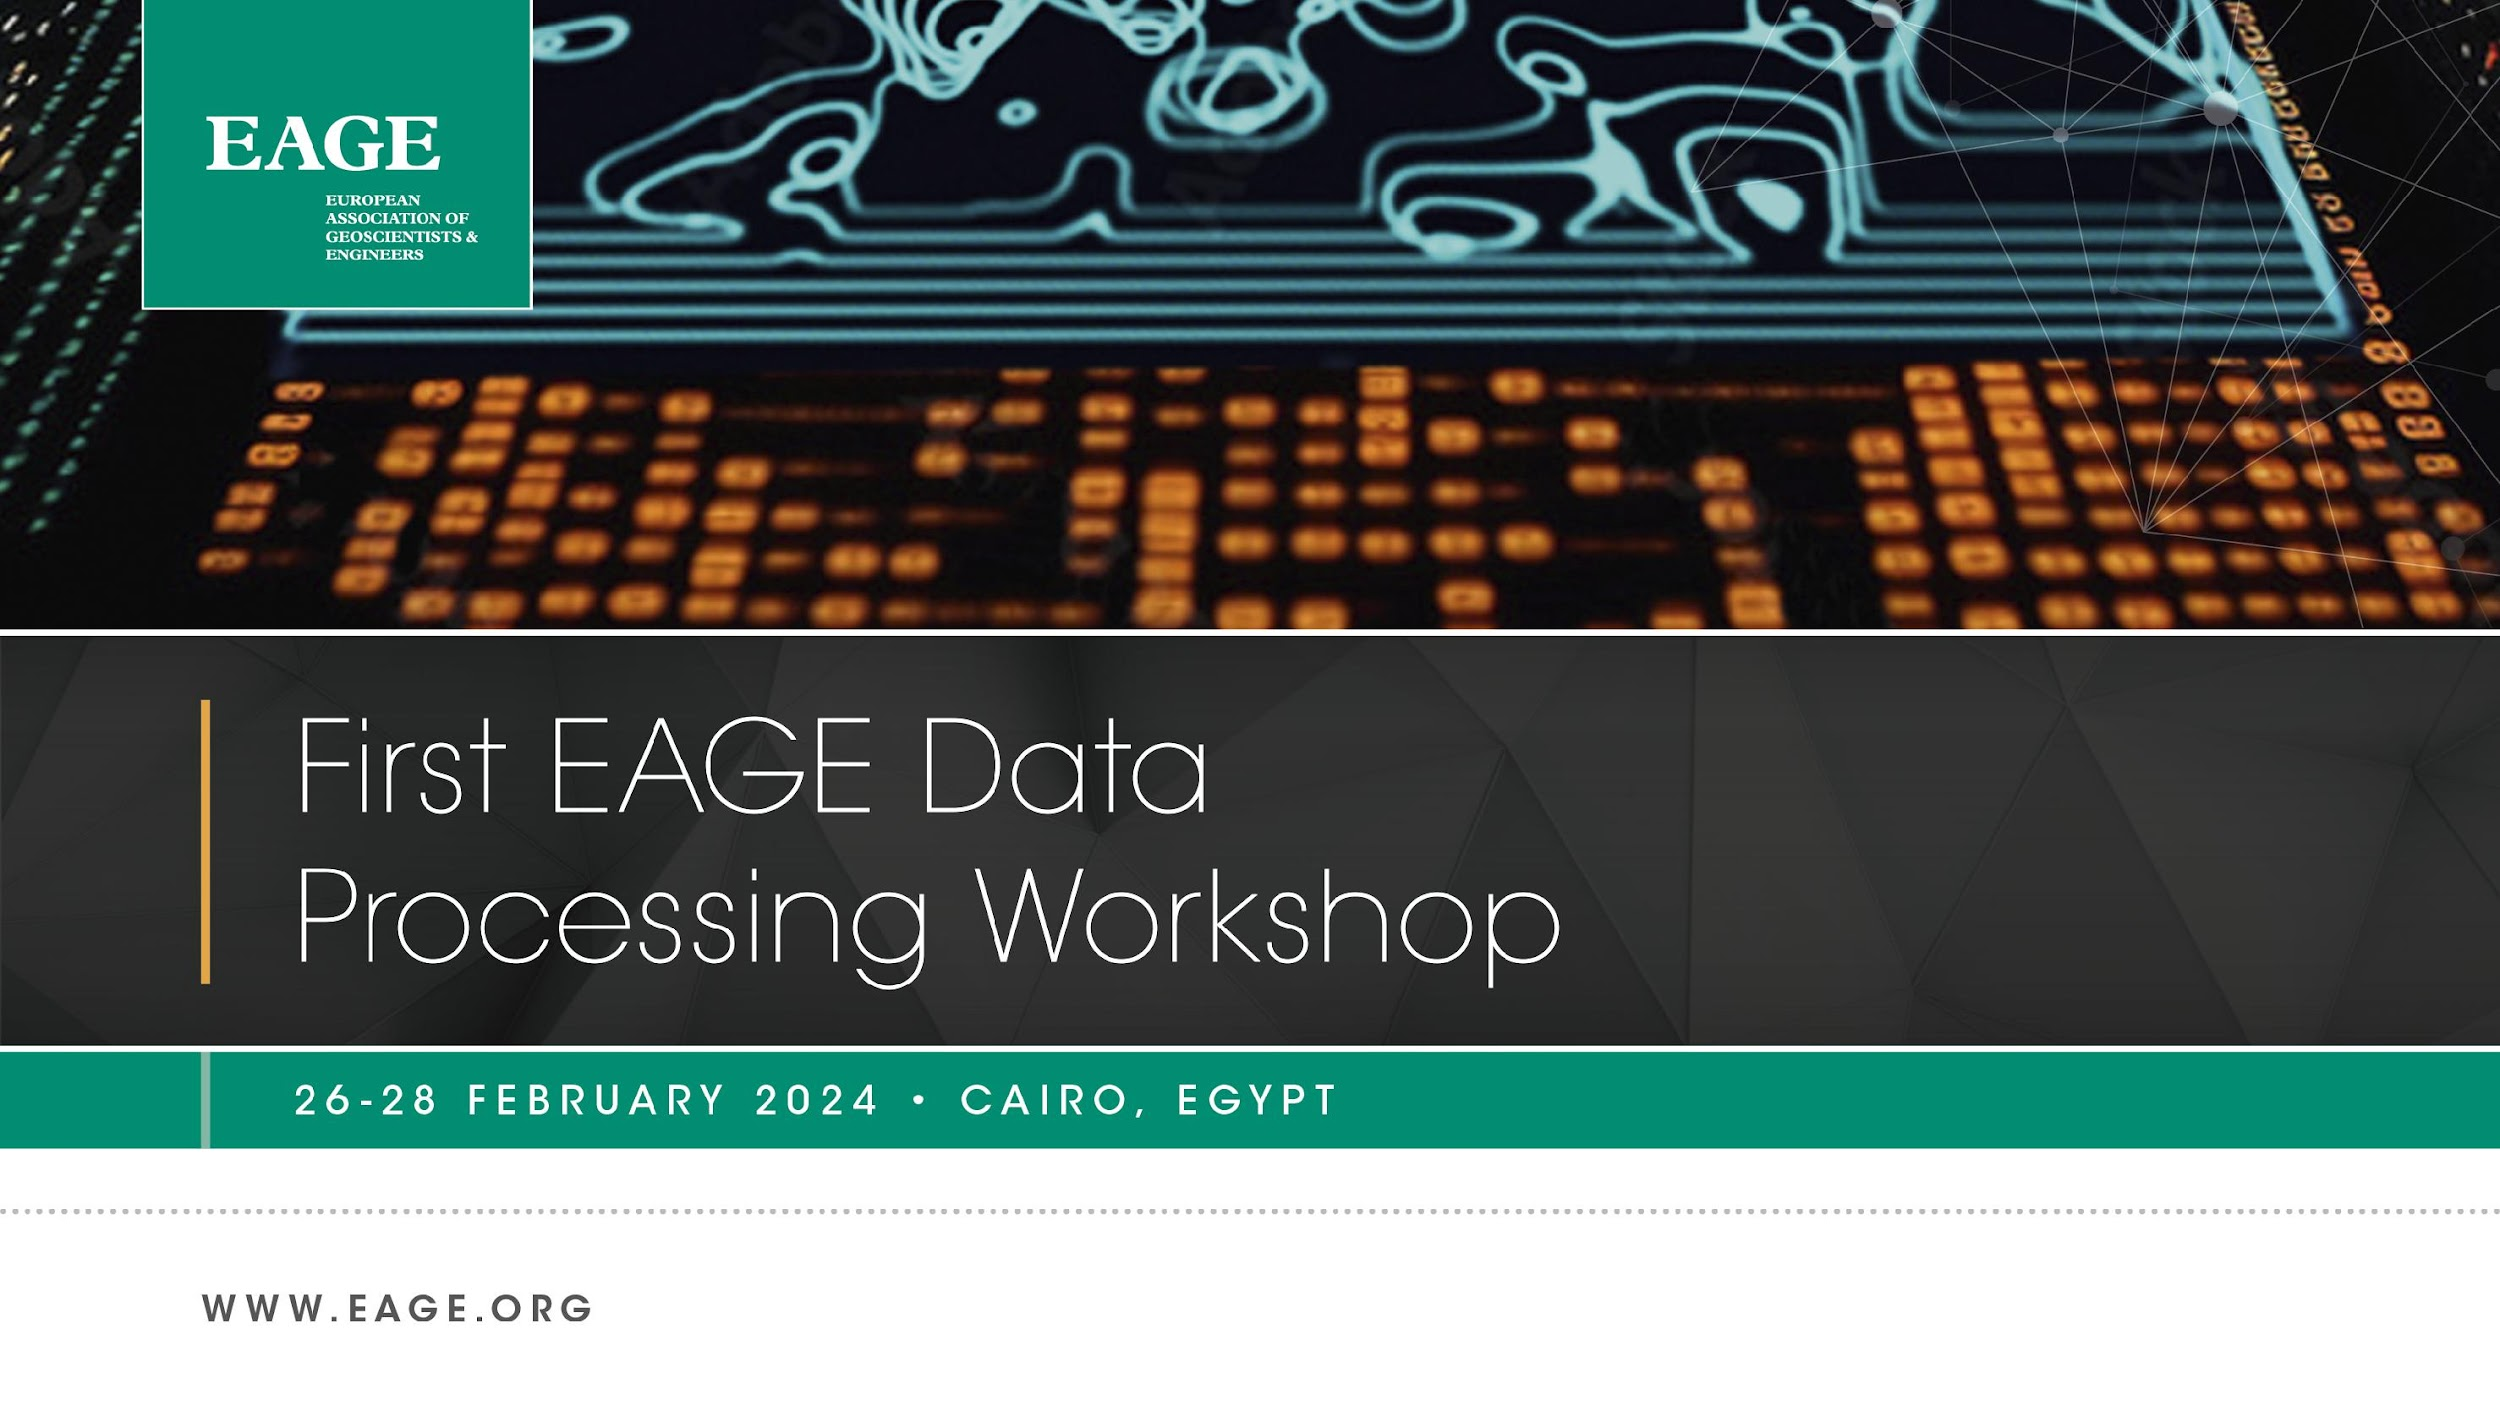 EAGE
EUROPEAN
ASSOCIATION OF
GEOSCIENTISTS &
ENGINEERS
First EAGE Data
Processing Workshop
26-28 FEBRUARY 2024 • CAIRO, EGYPT
WWW.EAGE.ORG